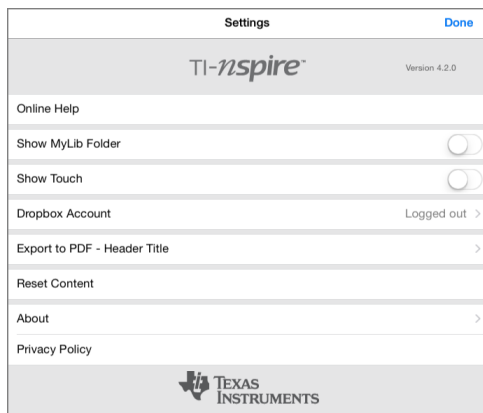 Settings
Done
TI-nspire™
Version 4.2.0
Online Help
Show MyLib Folder
Show Touch
Dropbox Account
Logged out
Export to PDF - Header Title
Reset Content
About
Privacy Policy
TEXAS
INSTRUMENTS